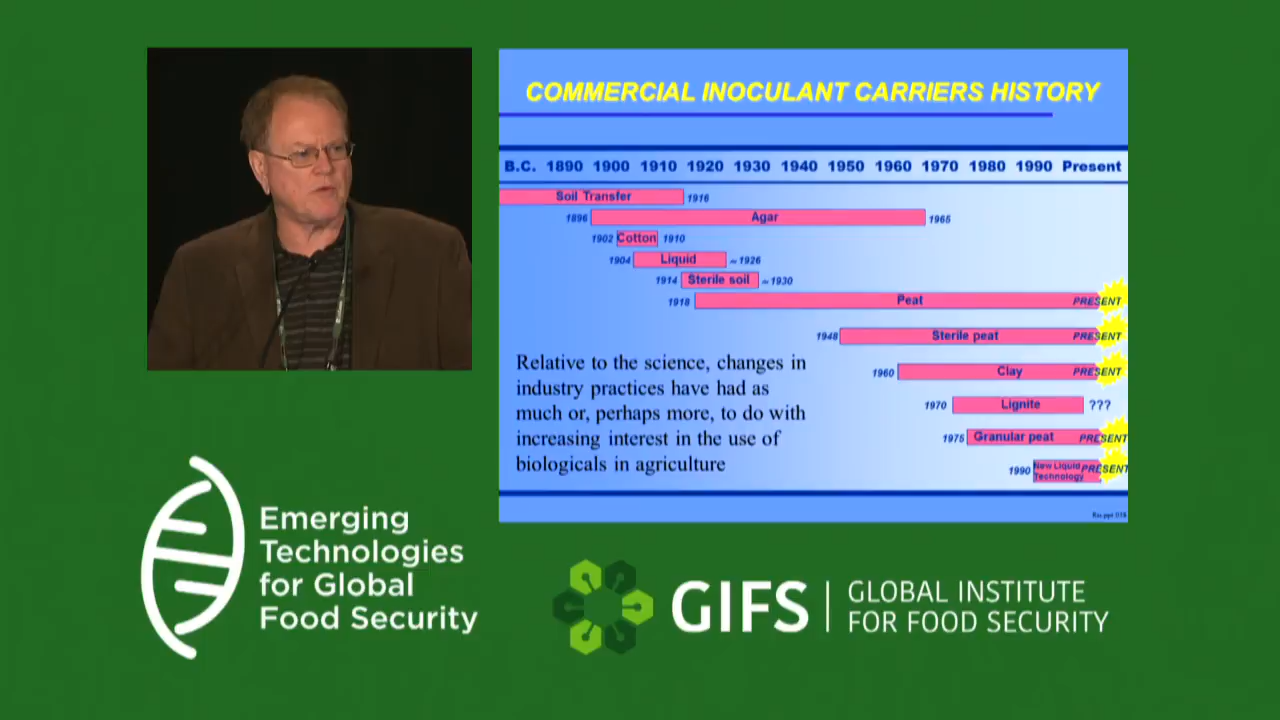 COMMERCIAL INOCULANT CARRIERS HISTORY
B.C. 1890 1900 1910 1920 1930 1940 1950 1960 1970 1980 1990 Present
Soil Transfer 1916
1896 Agar 1965
1902 Cotton 1910
1904 Liquid ~ 1926
1914 Sterile soil ~ 1930
1918 Peat PRESENT
1948 Sterile peat PRESENT
1960 Clay PRESENT
1970 Lignite ???
1975 Granular peat PRESENT
1990 New Liquid Technology PRESENT
Relative to the science, changes in
industry practices have had as
much or, perhaps more, to do with
increasing interest in the use of
biologicals in agriculture
Emerging
Technologies
for Global
Food Security
GIFS
GLOBAL INSTITUTE
FOR FOOD SECURITY